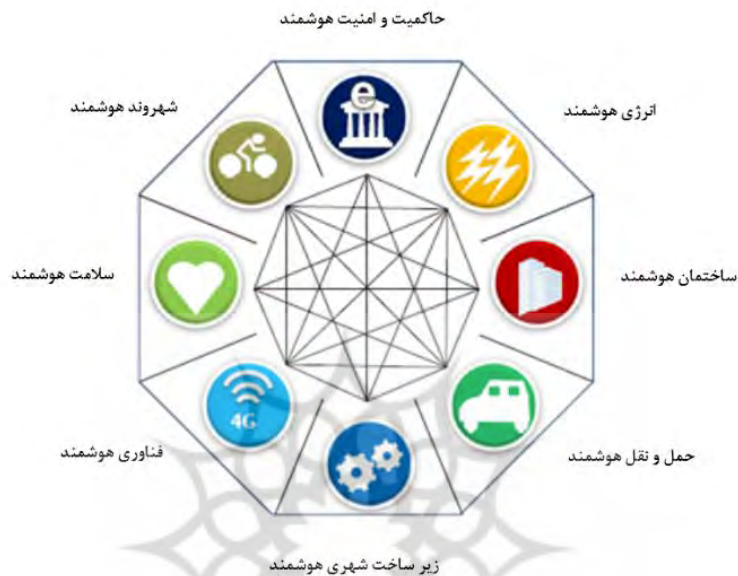 حاکمیت و امنیت هوشمند
شهروند هوشمند
انرژی هوشمند
سلامت هوشمند
ساختمان هوشمند
4G
فناوری هوشمند
حمل و نقل هوشمند
زیر ساخت شهری هوشمند
e